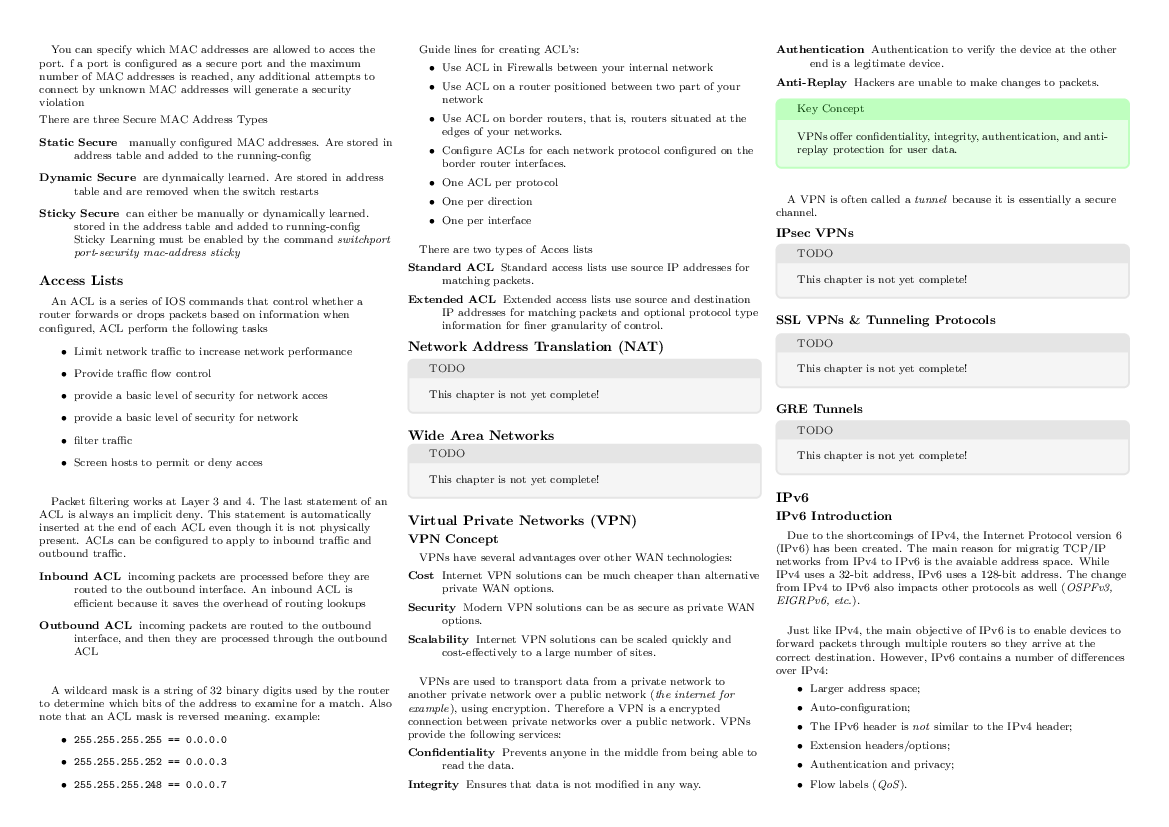 You can specify which MAC addresses are allowed to acces the
port. f a port is configured as a secure port and the maximum
number of MAC addresses is reached, any additional attempts to
connect by unknown MAC addresses will generate a security
violation
There are three Secure MAC Address Types
Static Secure manually configured MAC addresses. Are stored in
address table and added to the running-config
Dynamic Secure are dynmaically learned. Are stored in address
table and are removed when the switch restarts
Sticky Secure can either be manually or dynamically learned.
stored in the address table and added to running-config
Sticky Learning must be enabled by the command switchport
port-security mac-address sticky
Access Lists
An ACL is a series of IOS commands that control whether a
router forwards or drops packets based on information when
configured, ACL perform the following tasks
• Limit network traffic to increase network performance
• Provide traffic flow control
• provide a basic level of security for network acces
• provide a basic level of security for network
• filter traffic
• Screen hosts to permit or deny acces
Packet filtering works at Layer 3 and 4. The last statement of an
ACL is always an implicit deny. This statement is automatically
inserted at the end of each ACL even though it is not physically
present. ACLs can be configured to apply to inbound traffic and
outbound traffic.
Inbound ACL incoming packets are processed before they are
routed to the outbound interface. An inbound ACL is
efficient because it saves the overhead of routing lookups
Outbound ACL incoming packets are routed to the outbound
interface, and then they are processed through the outbound
ACL
A wildcard mask is a string of 32 binary digits used by the router
to determine which bits of the address to examine for a match. Also
note that an ACL mask is reversed meaning. example:
• 255.255.255.255 == 0.0.0.0
• 255.255.255.252 == 0.0.0.3
• 255.255.255.248 == 0.0.0.7
Guide lines for creating ACL's:
• Use ACL in Firewalls between your internal network
• Use ACL on a router positioned between two part of your
network
• Use ACL on border routers, that is, routers situated at the
edges of your networks.
• Configure ACLs for each network protocol configured on the
border router interfaces.
• One ACL per protocol
• One per direction
• One per interface
There are two types of Acces lists
Standard ACL Standard access lists use source IP addresses for
matching packets.
Extended ACL Extended access lists use source and destination
IP addresses for matching packets and optional protocol type
information for finer granularity of control.
Network Address Translation (NAT)
TODO
This chapter is not yet complete!
Wide Area Networks
TODO
This chapter is not yet complete!
Virtual Private Networks (VPN)
VPN Concept
VPNs have several advantages over other WAN technologies:
Cost Internet VPN solutions can be much cheaper than alternative
private WAN options.
Security Modern VPN solutions can be as secure as private WAN
options.
Scalability Internet VPN solutions can be scaled quickly and
cost-effectively to a large number of sites.
VPNs are used to transport data from a private network to
another private network over a public network (the internet for
example), using encryption. Therefore a VPN is a encrypted
connection between private networks over a public network. VPNs
provide the following services:
Confidentiality Prevents anyone in the middle from being able to
read the data.
Integrity Ensures that data is not modified in any way.
Authentication Authentication to verify the device at the other
end is a legitimate device.
Anti-Replay Hackers are unable to make changes to packets.
Key Concept
VPNs offer confidentiality, integrity, authentication, and anti-
replay protection for user data.
A VPN is often called a tunnel because it is essentially a secure
channel.
IPsec VPNs
TODO
This chapter is not yet complete!
SSL VPNs & Tunneling Protocols
TODO
This chapter is not yet complete!
GRE Tunnels
TODO
This chapter is not yet complete!
IPv6
IPv6 Introduction
Due to the shortcomings of IPv4, the Internet Protocol version 6
(IPv6) has been created. The main reason for migratig TCP/IP
networks from IPv4 to IPv6 is the avaiable address space. While
IPv4 uses a 32-bit address, IPv6 uses a 128-bit address. The change
from IPv4 to IPv6 also impacts other protocols as well (OSPFv3,
EIGRPv6, etc.).
Just like IPv4, the main objective of IPv6 is to enable devices to
forward packets through multiple routers so they arrive at the
correct destination. However, IPv6 contains a number of differences
over IPv4:
• Larger address space;
• Auto-configuration;
• The IPv6 header is not similar to the IPv4 header;
• Extension headers/options;
• Authentication and privacy;
• Flow labels (QoS).